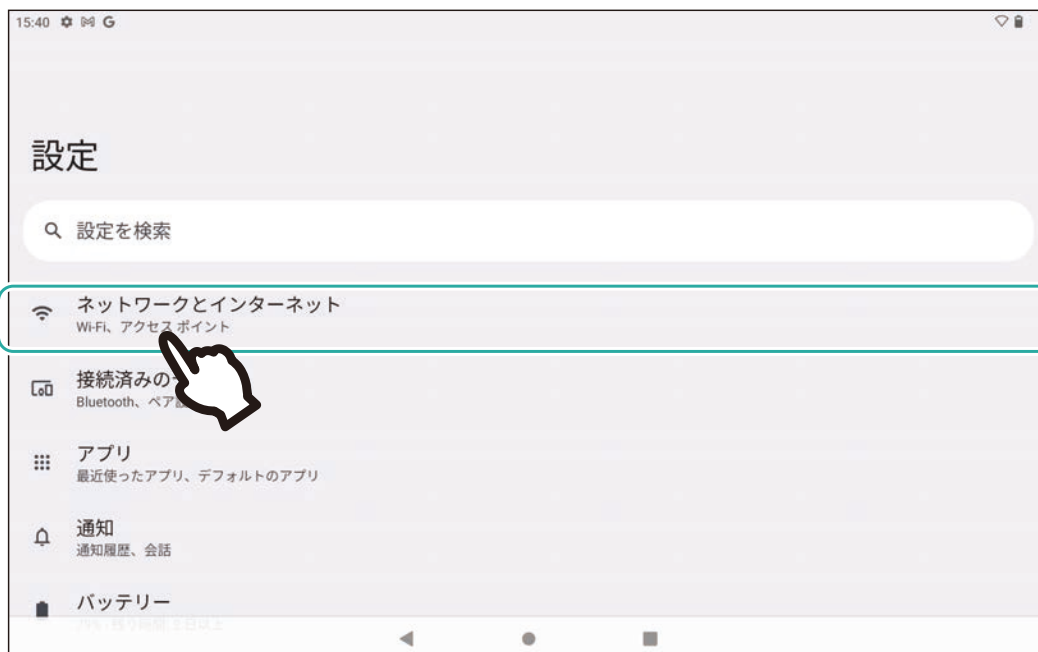 15:40
設定
設定を検索
ネットワークとインターネット
Wi-Fi、アクセス ポイント
接続済みの
Bluetooth、ペア
アプリ
最近使ったアプリ、デフォルトのアプリ
通知
通知履歴、会話
バッテリー